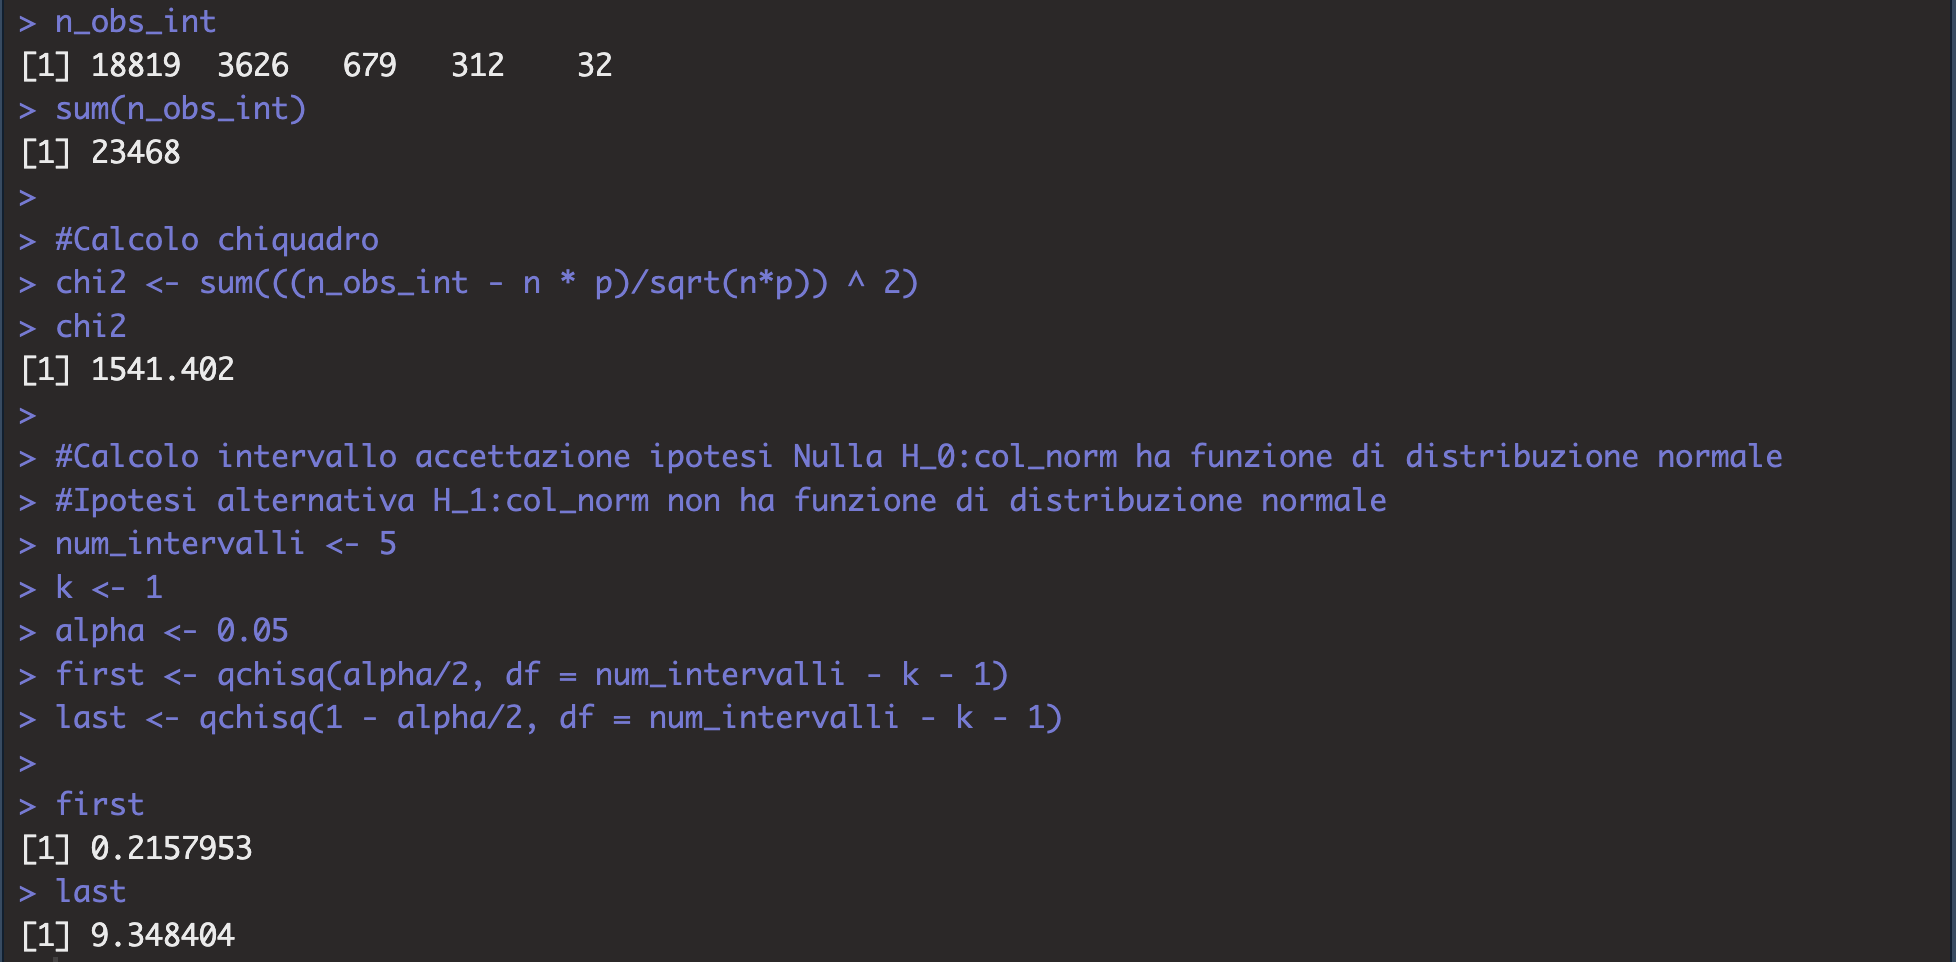 > n_obs_int
[1] 18819  3626   679   312    32
> sum(n_obs_int)
[1] 23468
>
> #Calcolo chiquadro
> chi2 <- sum(((n_obs_int - n * p)/sqrt(n*p)) ^ 2)
> chi2
[1] 1541.402
>
> #Calcolo intervallo accettazione ipotesi Nulla H_0:col_norm ha funzione di distribuzione normale
> #Ipotesi alternativa H_1:col_norm non ha funzione di distribuzione normale
> num_intervalli <- 5
> k <- 1
> alpha <- 0.05
> first <- qchisq(alpha/2, df = num_intervalli - k - 1)
> last <- qchisq(1 - alpha/2, df = num_intervalli - k - 1)
>
> first
[1] 0.2157953
> last
[1] 9.348404